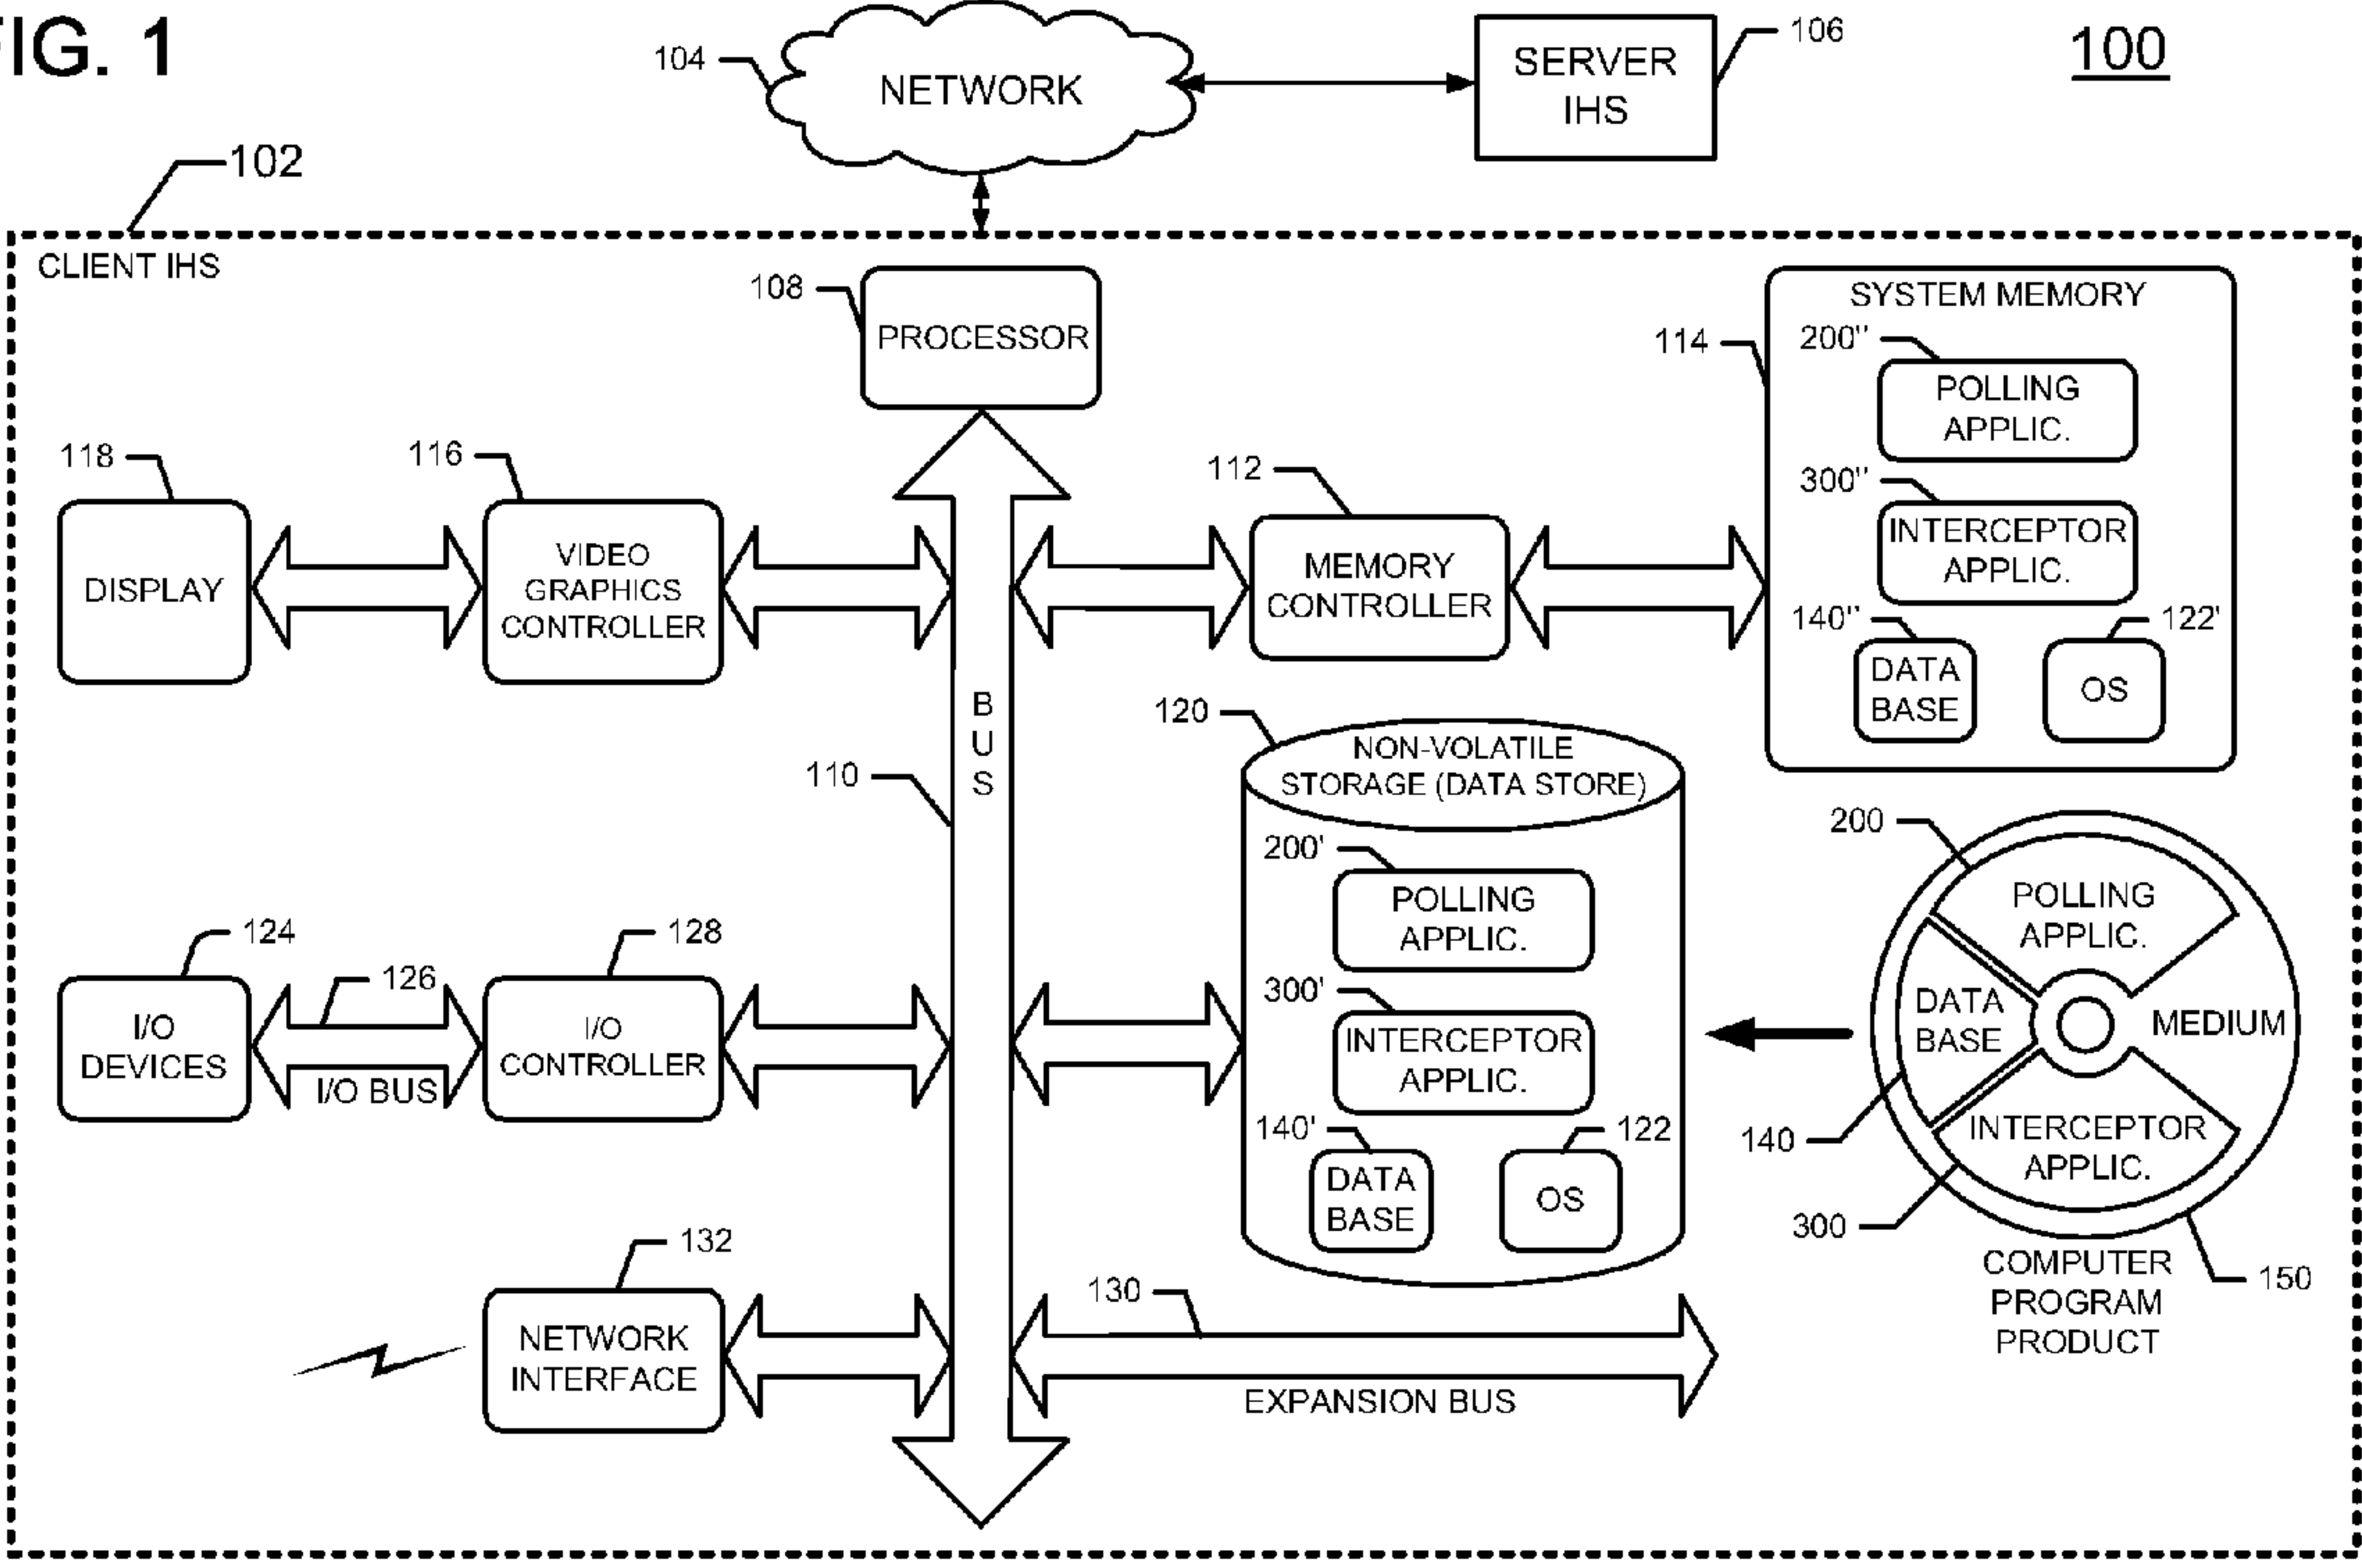 FIG. 1
104
NETWORK
SERVER
IHS
106
100
102
CLIENT IHS
108
PROCESSOR
SYSTEM MEMORY
114
200"
POLLING
APPLIC.
300"
INTERCEPTOR
APPLIC.
140"
122'
DATA
BASE
OS
118
DISPLAY
116
VIDEO
GRAPHICS
CONTROLLER
112
MEMORY
CONTROLLER
BUS
110
120
NON-VOLATILE
STORAGE (DATA STORE)
200'
POLLING
APPLIC.
300'
INTERCEPTOR
APPLIC.
140'
122
DATA
BASE
OS
200
POLLING
APPLIC.
DATA
BASE
MEDIUM
140
INTERCEPTOR
APPLIC.
300
COMPUTER
PROGRAM
PRODUCT
150
124
I/O
DEVICES
126
I/O BUS
128
I/O
CONTROLLER
132
NETWORK
INTERFACE
130
EXPANSION BUS